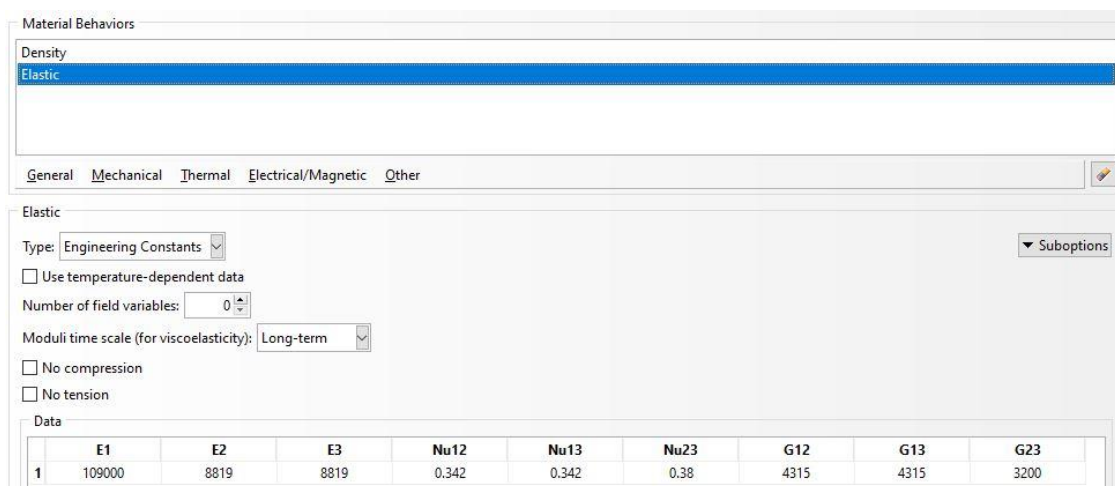 Material Behaviors
Density
Elastic
General Mechanical Thermal Electrical/Magnetic Other
Elastic
Type: Engineering Constants
Suboptions
Use temperature-dependent data
Number of field variables: 0
Moduli time scale (for viscoelasticity): Long-term
No compression
No tension
Data
E1 E2 E3 Nu12 Nu13 Nu23 G12 G13 G23
1 109000 8819 8819 0.342 0.342 0.38 4315 4315 3200